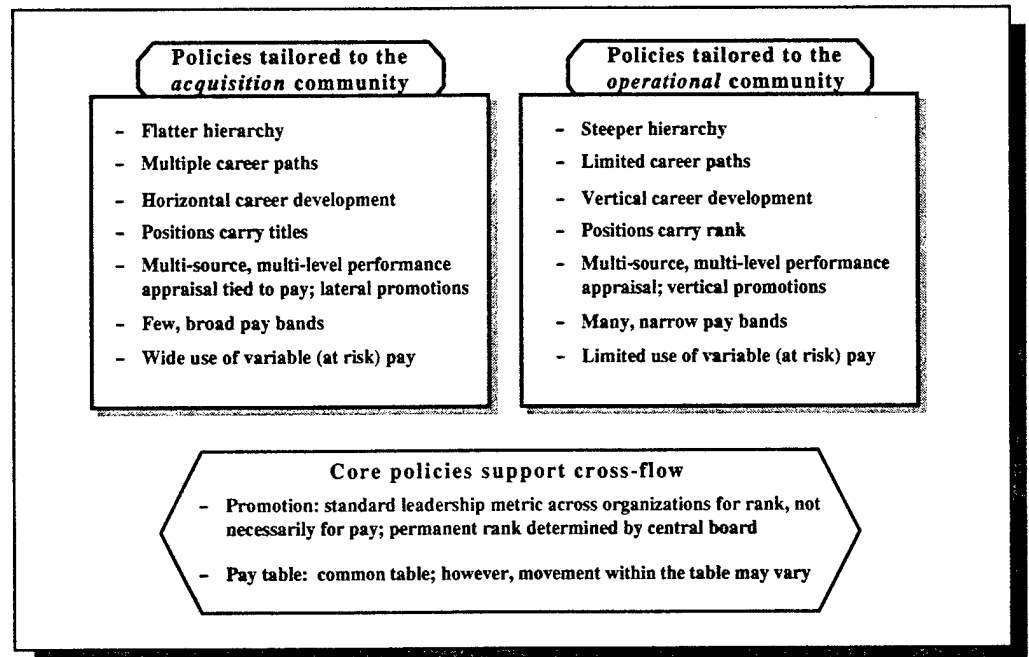 Policies tailored to the
acquisition community
- Flatter hierarchy
- Multiple career paths
- Horizontal career development
- Positions carry titles
- Multi-source, multi-level performance
appraisal tied to pay; lateral promotions
- Few, broad pay bands
- Wide use of variable (at risk) pay
Policies tailored to the
operational community
- Steeper hierarchy
- Limited career paths
- Vertical career development
- Positions carry rank
- Multi-source, multi-level performance
appraisal; vertical promotions
- Many, narrow pay bands
- Limited use of variable (at risk) pay
Core policies support cross-flow
- Promotion: standard leadership metric across organizations for rank, not
necessarily for pay; permanent rank determined by central board
- Pay table: common table; however, movement within the table may vary